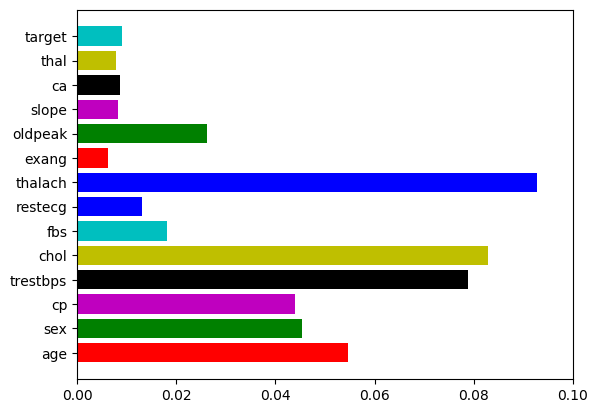 target
thal
ca
slope
oldpeak
exang
thalach
restecg
fbs
chol
trestbps
cp
sex
age
0.00 0.02 0.04 0.06 0.08 0.10